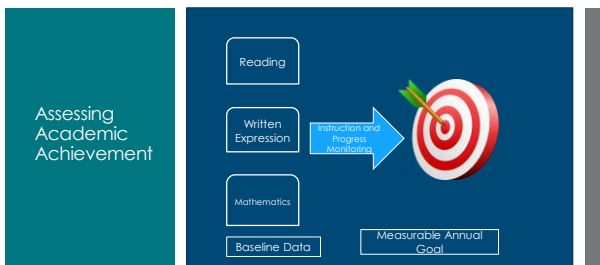 Assessing
Academic
Achievement
Reading
Written
Expression
Instruction and
Progress
Monitoring
Mathematics
Baseline Data
Measurable Annual
Goal